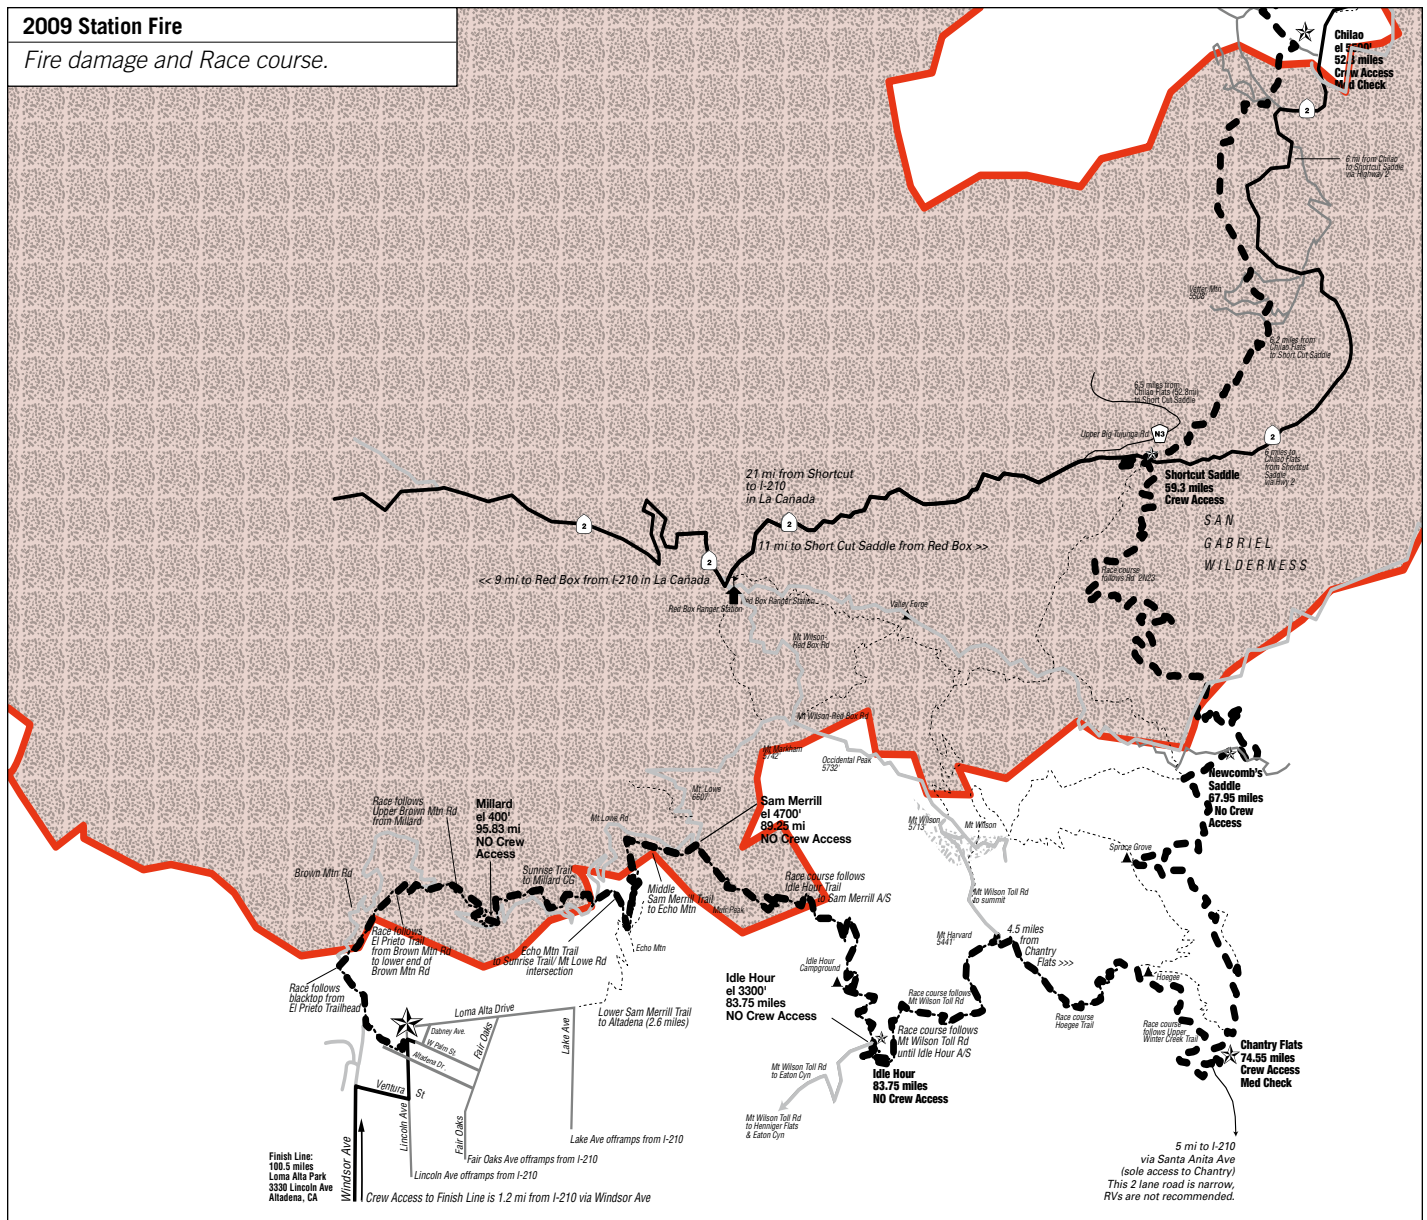 2009 Station Fire
Fire damage and Race course.
Chilao
el
52.8 miles
Crew Access
Med Check
2
6 mi from Chilao
to Shortcut Saddle
via Highway 2
Vetter Mtn
5908
6.2 miles from
Chilao Flats
to Short Cut Saddle
6.5 miles from
Chilao Flats (52.8mi)
to Short Cut Saddle
Upper Big Tujunga Rd
N3
2
6 miles to
Chilao Flats
from Shortcut
Saddle
via Hwy 2
Shortcut Saddle
59.3 miles
Crew Access
SAN
GABRIEL
WILDERNESS
21 mi from Shortcut
to I-210
in La Cañada
2
2
2
11 mi to Short Cut Saddle from Red Box >>
<< 9 mi to Red Box from I-210 in La Cañada
Red Box Ranger Station
Red Box Ranger Station
Race course
follows Rd 2N23
Valley Forge
Mt Wilson-
Red Box Rd
Mt Wilson-Red Box Rd
Mt Markham
5742
Occidental Peak
5732
Mt. Lowe
5607
Newcomb's
Saddle
67.95 miles
No Crew
Access
Race follows
Upper Brown Mtn Rd
from Millard
Millard
el 400'
95.83 mi
NO Crew
Access
Mt Lowe Rd
Sam Merrill
el 4700'
89.25 mi
NO Crew Access
Mt Wilson
5713
Mt Wilson
Spruce Grove
Brown Mtn Rd
Sunrise Trail
to Millard CG
Middle
Sam Merrill Trail
to Echo Mtn
Muir Peak
Race course follows
Idle Hour Trail
to Sam Merrill A/S
Mt Wilson Toll Rd
to summit
Race follows
El Prieto Trail
from Brown Mtn Rd
to lower end of
Brown Mtn Rd
Echo Mtn Trail
to Sunrise Trail/ Mt Lowe Rd
intersection
Echo Mtn
Mt Harvard
5441'
4.5 miles
from
Chantry
Flats >>>
Idle Hour
Campground
Hoegee
Race follows
blacktop from
El Prieto Trailhead
Idle Hour
el 3300'
83.75 miles
NO Crew Access
Race course follows
Mt Wilson Toll Rd
Race course
Hoegee Trail
Race course
follows Upper
Winter Creek Trail
Loma Alta Drive
Lower Sam Merrill Trail
to Altadena (2.6 miles)
Dabney Ave.
W Palm St.
Altadena Dr
Fair Oaks
Lake Ave
Race course follows
Mt Wilson Toll Rd
until Idle Hour A/S
Chantry Flats
74.55 miles
Crew Access
Med Check
Mt Wilson Toll Rd
to Eaton Cyn
Idle Hour
83.75 miles
NO Crew Access
Ventura St
Lincoln Ave
Fair Oaks
Windsor Ave
Mt Wilson Toll Rd
to Henniger Flats
& Eaton Cyn
Lake Ave offramps from I-210
Fair Oaks Ave offramps from I-210
Lincoln Ave offramps from I-210
Finish Line:
100.5 miles
Loma Alta Park
3330 Lincoln Ave
Altadena, CA
Crew Access to Finish Line is 1.2 mi from I-210 via Windsor Ave
5 mi to I-210
via Santa Anita Ave
(sole access to Chantry)
This 2 lane road is narrow,
RVs are not recommended.